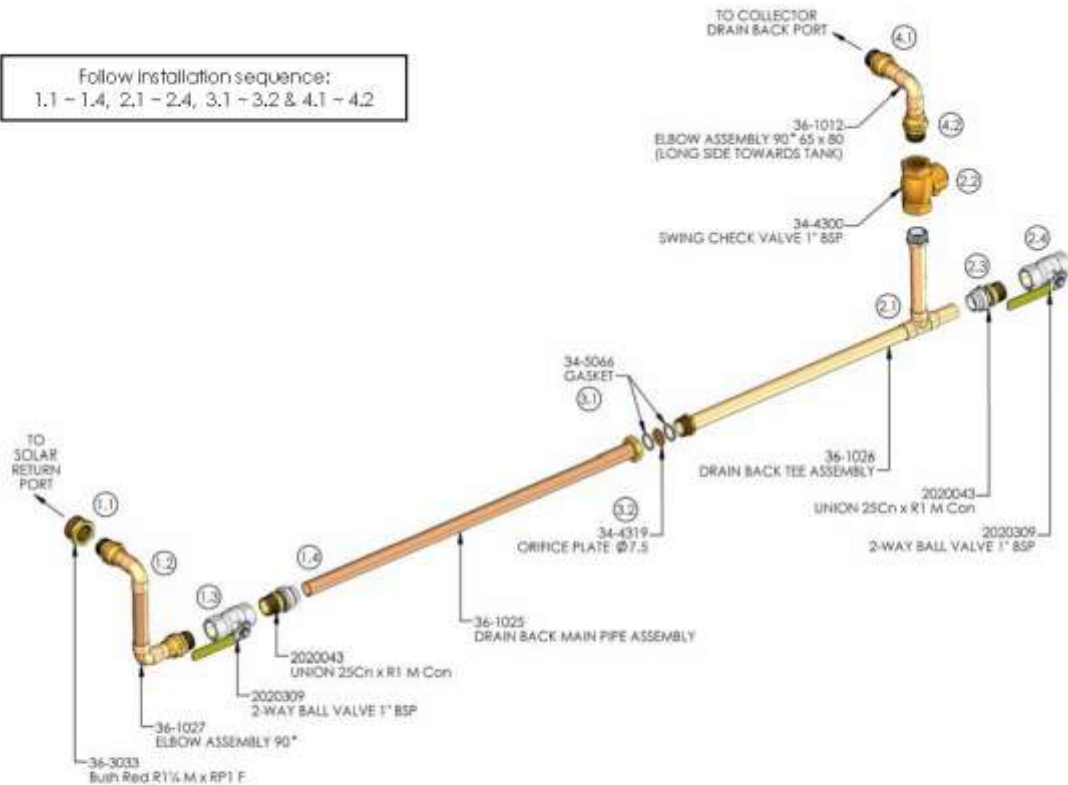 Follow installation sequence:
1.1 ~ 1.4, 2.1 ~ 2.4, 3.1 ~ 3.2 & 4.1 ~ 4.2
TO COLLECTOR
DRAIN BACK PORT
4.1
36-1012
ELBOW ASSEMBLY 90° 65 x 80
(LONG SIDE TOWARDS TANK)
4.2
2.2
34-4300
SWING CHECK VALVE 1" BSP
2.4
2.3
2.1
34-5066
GASKET
3.1
36-1026
DRAIN BACK TEE ASSEMBLY
2020043
UNION 25Cn x R1 M Con
2020309
2-WAY BALL VALVE 1" BSP
3.2
34-4319
ORIFICE PLATE Ø7.5
TO
SOLAR
RETURN
PORT
1.1
1.2
1.3
1.4
36-1025
DRAIN BACK MAIN PIPE ASSEMBLY
2020043
UNION 25Cn x R1 M Con
2020309
2-WAY BALL VALVE 1" BSP
36-1027
ELBOW ASSEMBLY 90°
36-3033
Bush Red R1¼ M x RP1 F